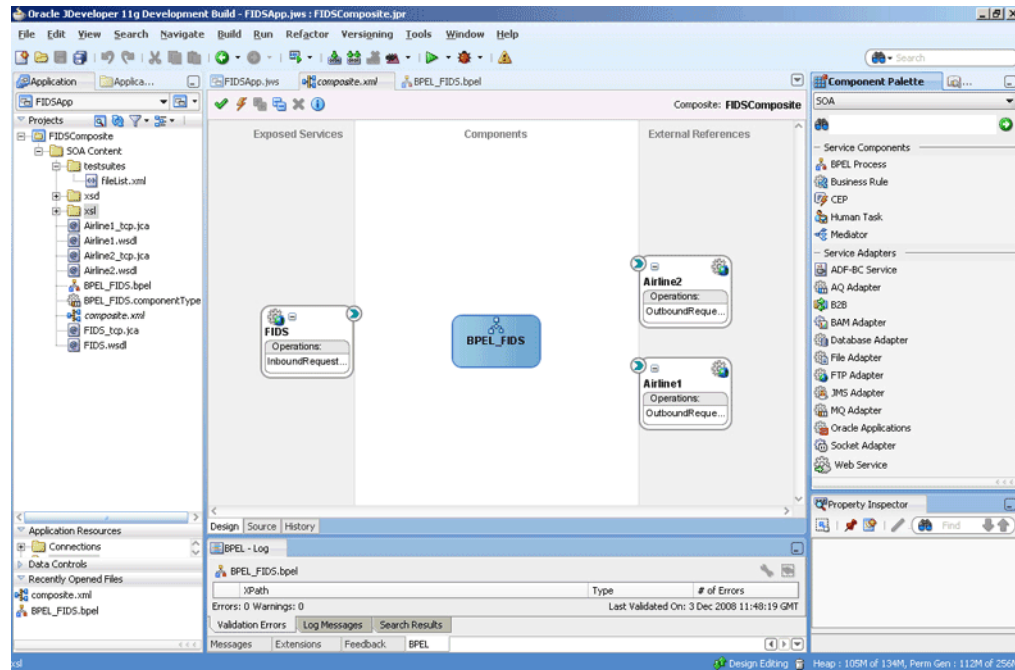 Oracle JDeveloper 11g Development Build - FIDSApp.jws : FIDSComposite.jpr
File Edit View Search Navigate Build Run Refactor Versigning Tools Window Help
Search
Application
Applica...
FIDSApp.jws
composite.xml
BPEL_FIDS.bpel
Component Palette
FIDSApp
Composite: FIDSComposite
SOA
Projects
FIDSComposite
SOA Content
testsuites
fileList.xml
xsd
xsl
Airline1_tcp.jca
Airline1.wsdl
Airline2_tcp.jca
Airline2.wsdl
BPEL_FIDS.bpel
BPEL_FIDS.componentType
composite.xml
FIDS_tcp.jca
FIDS.wsdl
Exposed Services
Components
External References
FIDS
Operations:
InboundRequest...
BPEL_FIDS
Airline2
Operations:
OutboundReque...
Airline1
Operations:
OutboundReque...
Service Components
BPEL Process
Business Rule
CEP
Human Task
Mediator
Service Adapters
ADF-BC Service
AQ Adapter
B2B
BAM Adapter
Database Adapter
File Adapter
FTP Adapter
JMS Adapter
MQ Adapter
Oracle Applications
Socket Adapter
Web Service
Property Inspector
Find
Design Source History
Application Resources
Connections
Data Controls
Recently Opened Files
composite.xml
BPEL_FIDS.bpel
BPEL - Log
BPEL_FIDS.bpel
XPath Type # of Errors
Errors: 0 Warnings: 0 Last Validated On: 3 Dec 2008 11:48:19 GMT
Validation Errors Log Messages Search Results
Messages Extensions Feedback BPEL
xsl
Design Editing
Heap : 105M of 134M, Perm Gen : 112M of 256M